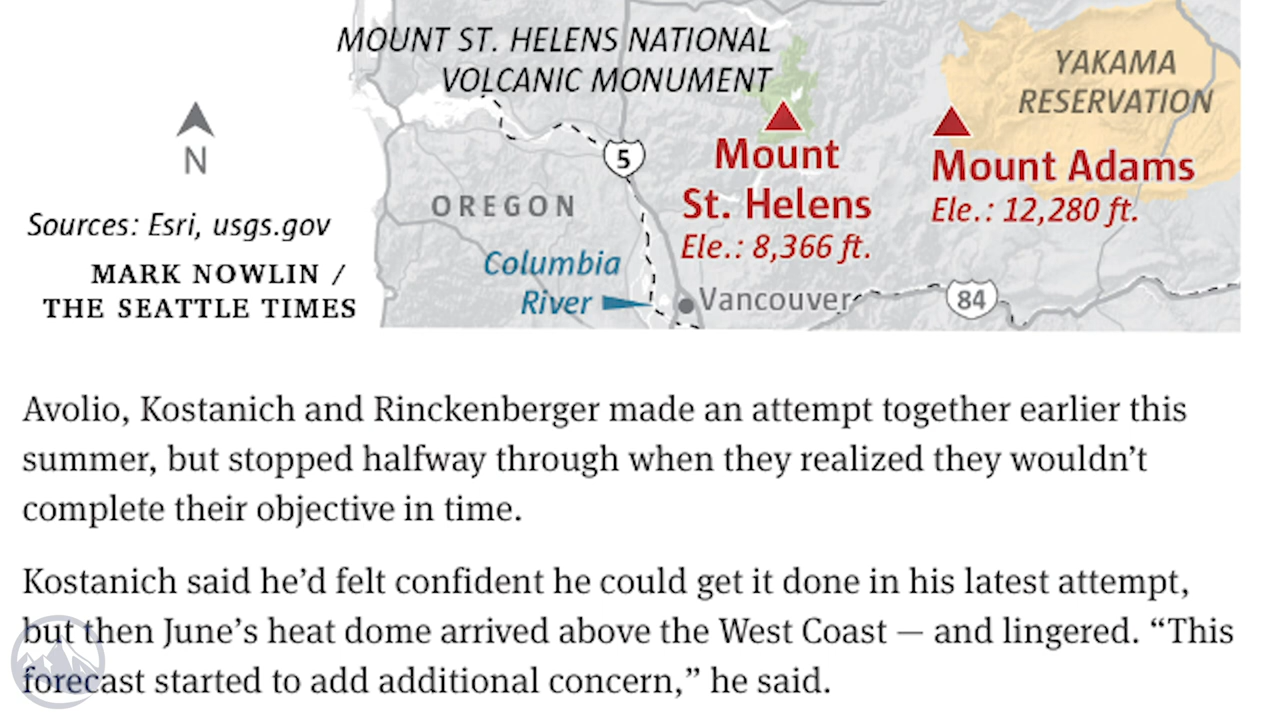 MOUNT ST. HELENS NATIONAL
VOLCANIC MONUMENT
YAKAMA
RESERVATION
N
5
Mount
St. Helens
Ele.: 8,366 ft.
Mount Adams
Ele.: 12,280 ft.
OREGON
Sources: Esri, usgs.gov
Columbia
River
MARK NOWLIN /
THE SEATTLE TIMES
Vancouver
84
Avolio, Kostanich and Rinckenberger made an attempt together earlier this
summer, but stopped halfway through when they realized they wouldn’t
complete their objective in time.
Kostanich said he’d felt confident he could get it done in his latest attempt,
but then June’s heat dome arrived above the West Coast — and lingered. “This
forecast started to add additional concern,” he said.